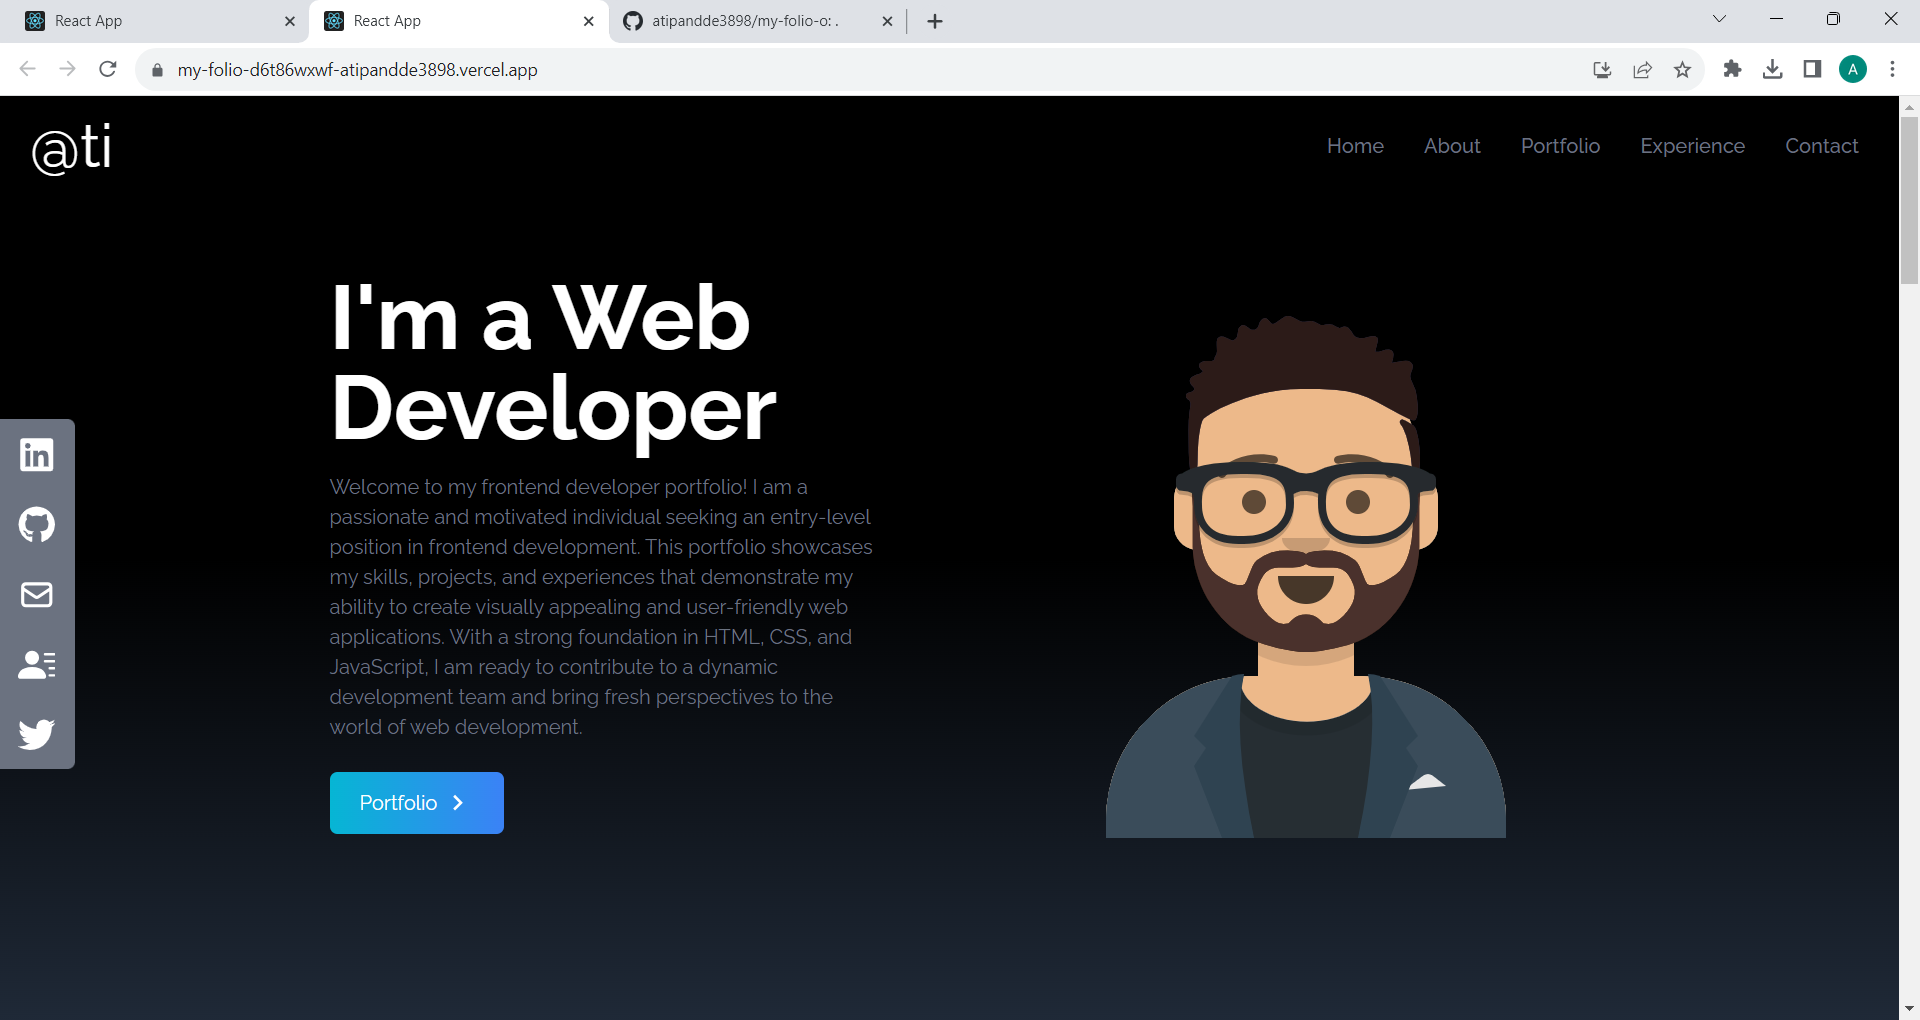 React App
React App
atipandde3898/my-folio-o: .
my-folio-d6t86wxwf-atipandde3898.vercel.app
A
@ti
Home
About
Portfolio
Experience
Contact
I'm a Web
Developer
Welcome to my frontend developer portfolio! I am a
passionate and motivated individual seeking an entry-level
position in frontend development. This portfolio showcases
my skills, projects, and experiences that demonstrate my
ability to create visually appealing and user-friendly web
applications. With a strong foundation in HTML, CSS, and
JavaScript, I am ready to contribute to a dynamic
development team and bring fresh perspectives to the
world of web development.
in
Portfolio